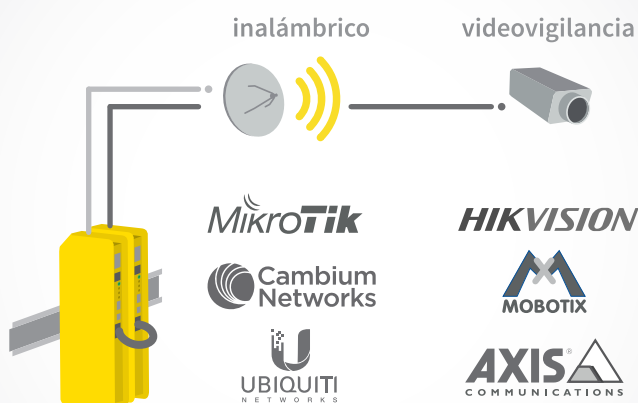 inalámbrico
videovigilancia
MikroTik
HIKVISION
Cambium
Networks
MOBOTIX
UBIQUITI
NETWORKS
AXIS®
COMMUNICATIONS